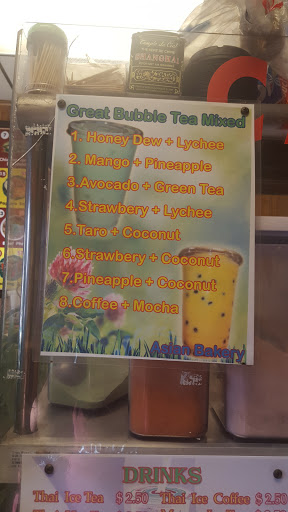 SHANGHAI
Great Bubble Tea Mixed
1. Honey Dew + Lychee
2. Mango + Pineapple
3.Avocado + Green Tea
4.Strawbery + Lychee
5.Taro + Coconut
6.Strawbery + Coconut
7.Pineapple + Coconut
8.Coffee + Mocha
Asian Bakery
DRINKS
Thai Ice Tea $2.50 Thai Ice Coffee $2.50